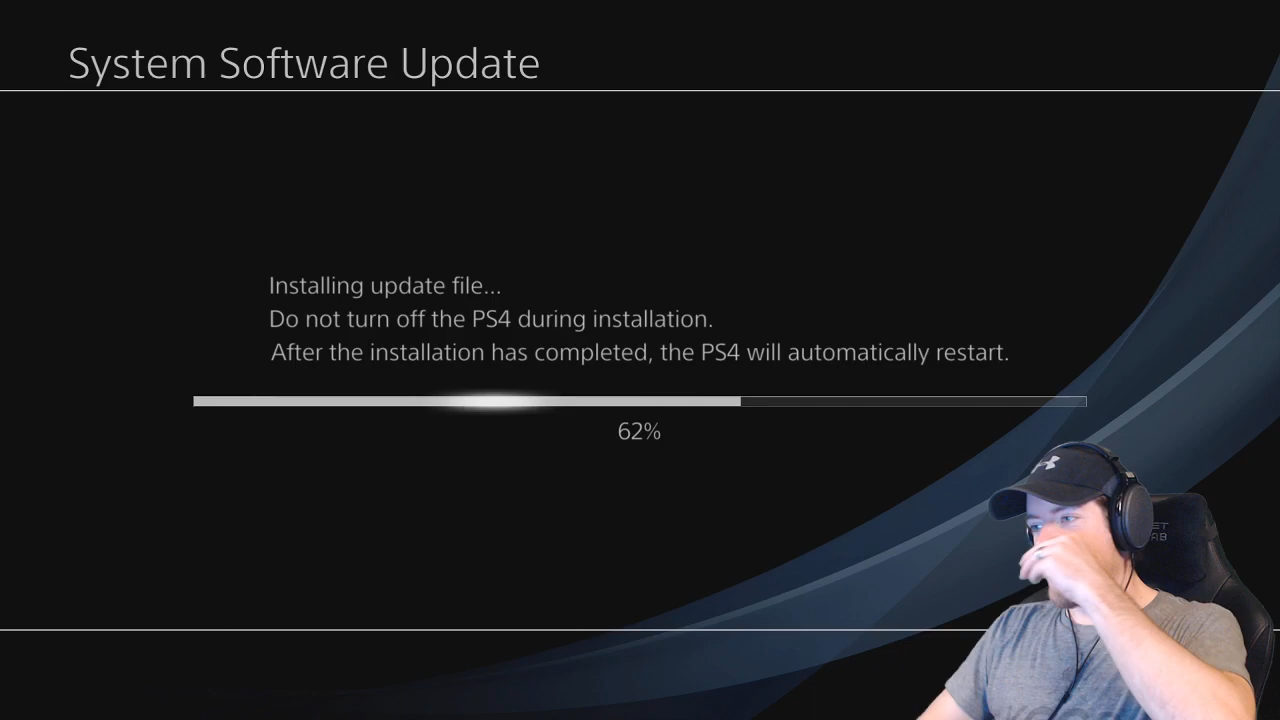 System Software Update
Installing update file...
Do not turn off the PS4 during installation.
After the installation has completed, the PS4 will automatically restart.
62%